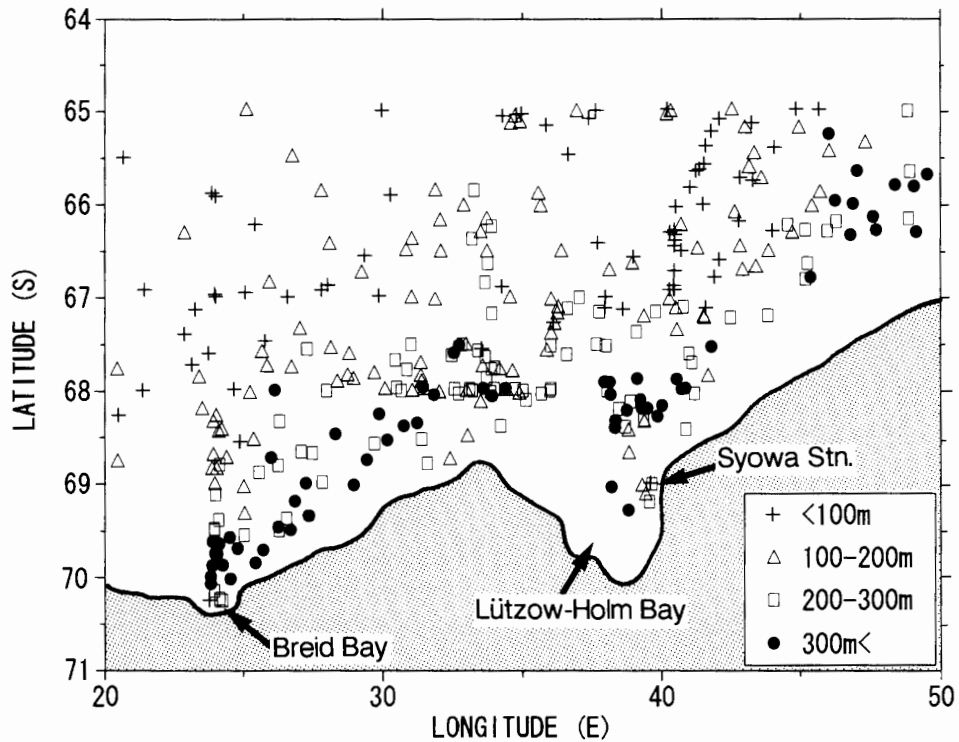 64
65
66
67
68
69
70
71
LATITUDE (S)
20
30
40
50
LONGITUDE (E)
Syowa Stn.
Lützow-Holm Bay
Breid Bay
+ <100m
△ 100-200m
□ 200-300m
● 300m<